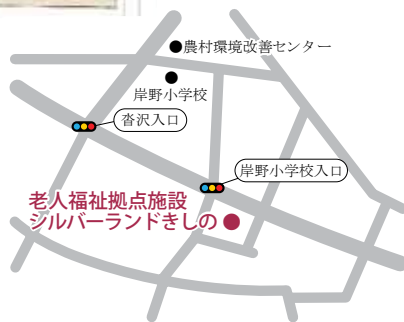 農村環境改善センター
岸野小学校
沓沢入口
岸野小学校入口
老人福祉拠点施設
シルバーランドきしの